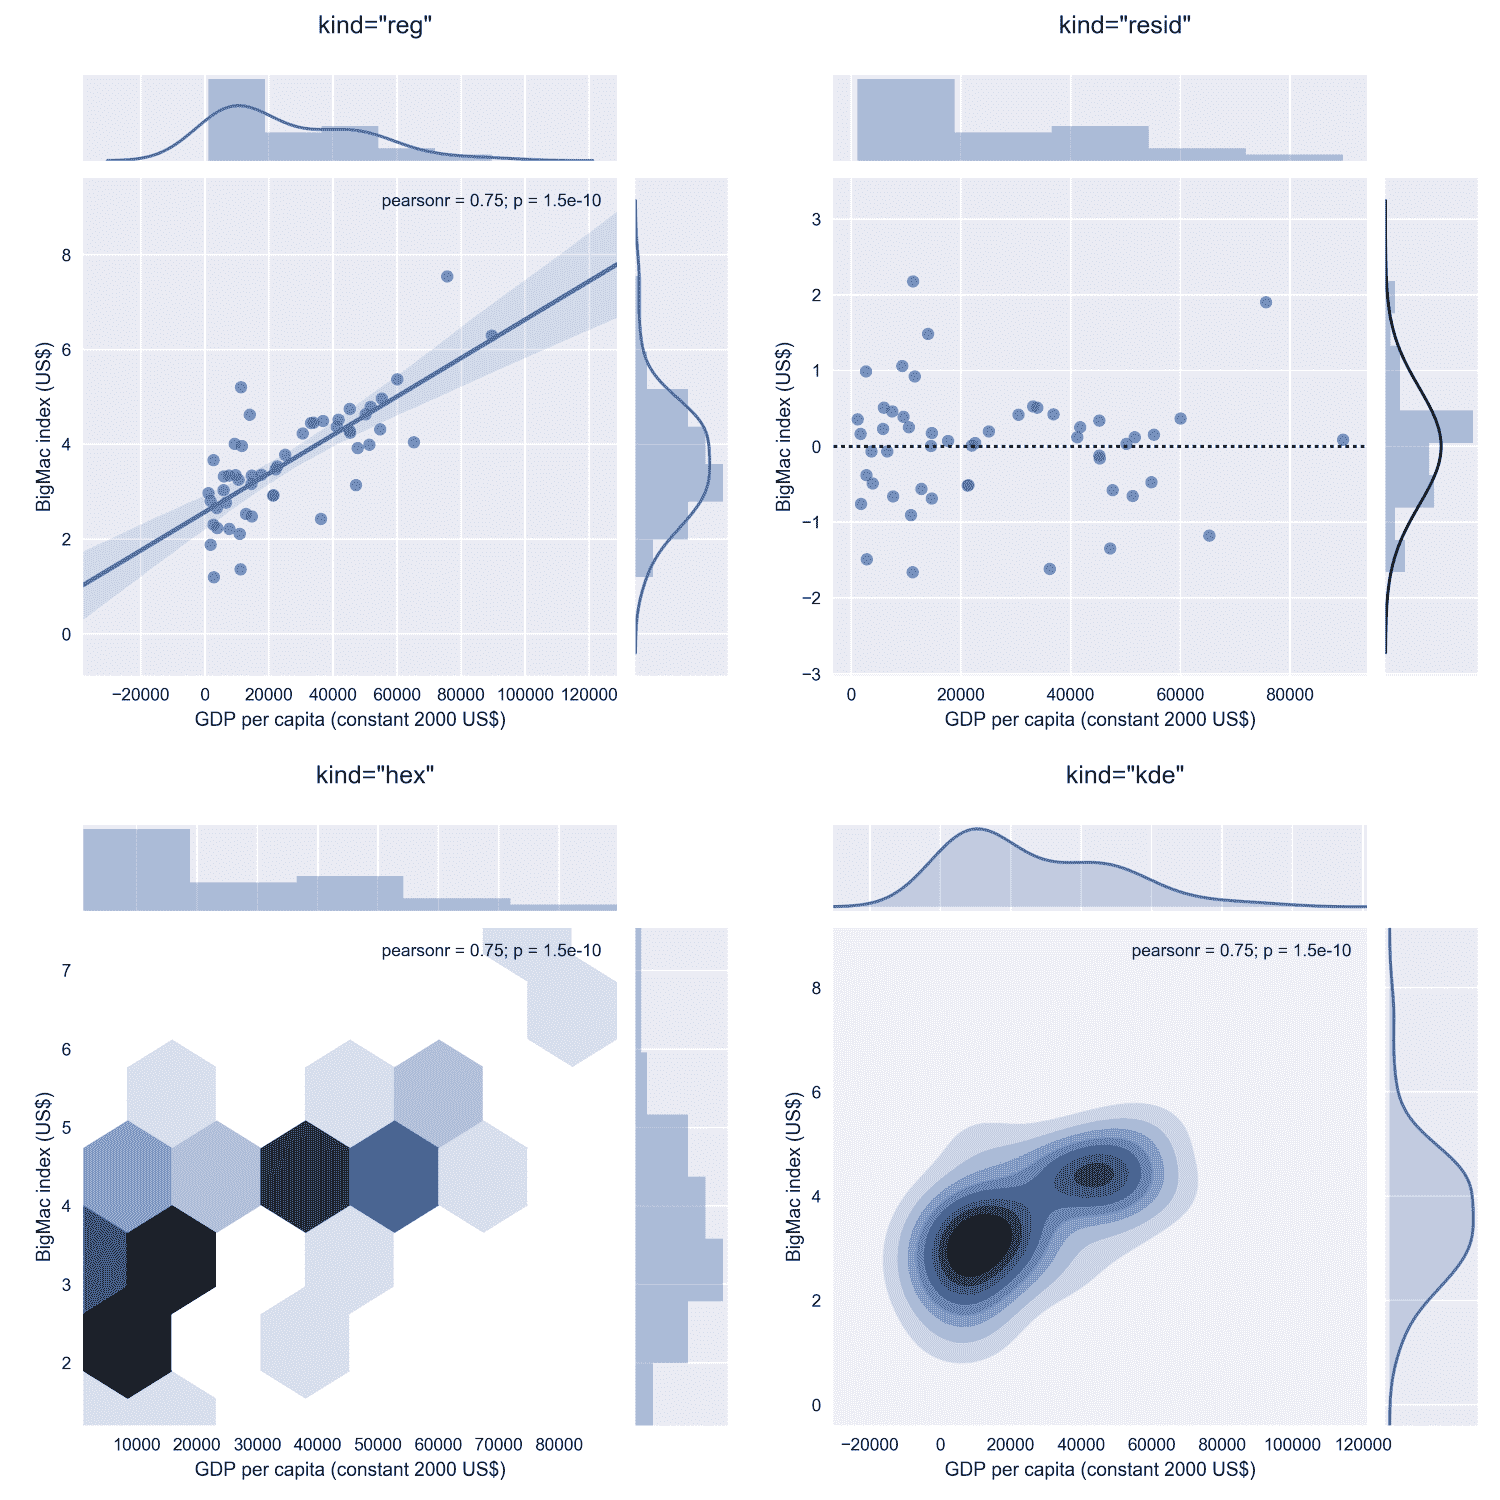 kind="reg"
pearsonr = 0.75; p = 1.5e-10
8
6
4
2
0
BigMac index (US$)
−20000 0 20000 40000 60000 80000 100000 120000
GDP per capita (constant 2000 US$)
kind="resid"
3
2
1
0
−1
−2
−3
BigMac index (US$)
0 20000 40000 60000 80000
GDP per capita (constant 2000 US$)
kind="hex"
pearsonr = 0.75; p = 1.5e-10
7
6
5
4
3
2
BigMac index (US$)
10000 20000 30000 40000 50000 60000 70000 80000
GDP per capita (constant 2000 US$)
kind="kde"
pearsonr = 0.75; p = 1.5e-10
8
6
4
2
0
BigMac index (US$)
−20000 0 20000 40000 60000 80000 100000 120000
GDP per capita (constant 2000 US$)